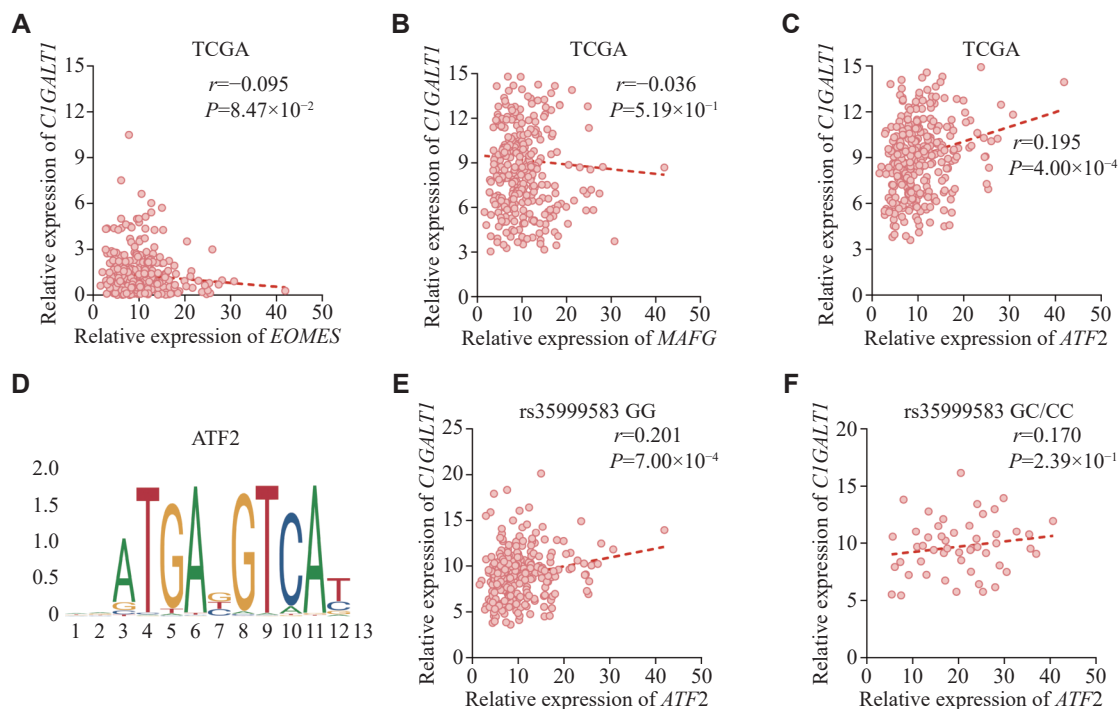 A
TCGA
r=−0.095
P=8.47×10⁻²
Relative expression of C1GALT1
15
12
9
6
3
0
0 10 20 30 40 50
Relative expression of EOMES
B
TCGA
r=−0.036
P=5.19×10⁻¹
Relative expression of C1GALT1
15
12
9
6
3
0
0 10 20 30 40 50
Relative expression of MAFG
C
TCGA
r=0.195
P=4.00×10⁻⁴
Relative expression of C1GALT1
15
12
9
6
3
0
0 10 20 30 40 50
Relative expression of ATF2
D
ATF2
2.0
1.5
1.0
0.5
0
ATGAGTCAT
1 2 3 4 5 6 7 8 9 10 11 12 13
E
rs35999583 GG
r=0.201
P=7.00×10⁻⁴
Relative expression of C1GALT1
25
20
15
10
5
0
0 10 20 30 40 50
Relative expression of ATF2
F
rs35999583 GC/CC
r=0.170
P=2.39×10⁻¹
Relative expression of C1GALT1
20
15
10
5
0
0 10 20 30 40 50
Relative expression of ATF2